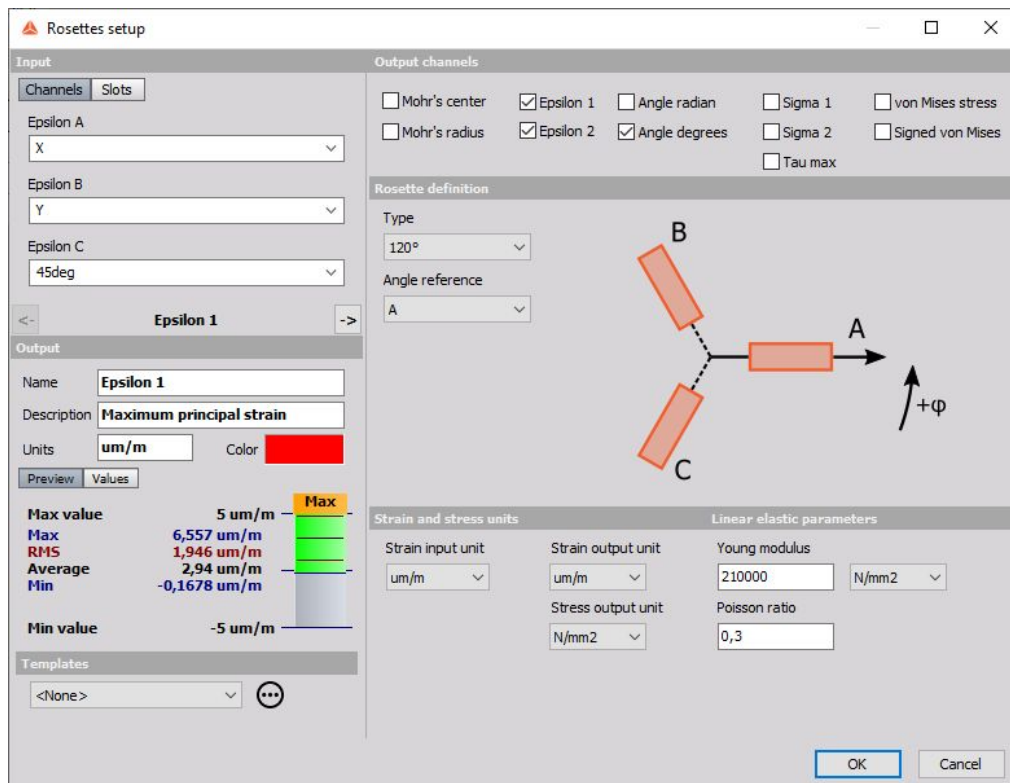 Rosettes setup
Input
Channels Slots
Epsilon A
X
Epsilon B
Y
Epsilon C
45deg
<- Epsilon 1 ->
Output
Name Epsilon 1
Description Maximum principal strain
Units um/m Color
Preview Values
Max
Max value 5 um/m
Max 6,557 um/m
RMS 1,946 um/m
Average 2,94 um/m
Min -0,1678 um/m
Min value -5 um/m
Templates
<None>
Output channels
Mohr's center Epsilon 1 Angle radian Sigma 1 von Mises stress
Mohr's radius Epsilon 2 Angle degrees Sigma 2 Signed von Mises
Tau max
Rosette definition
Type
120°
Angle reference
A
B
A
+φ
C
Strain and stress units
Strain input unit Strain output unit
um/m um/m
Stress output unit
N/mm2
Linear elastic parameters
Young modulus
210000 N/mm2
Poisson ratio
0,3
OK Cancel